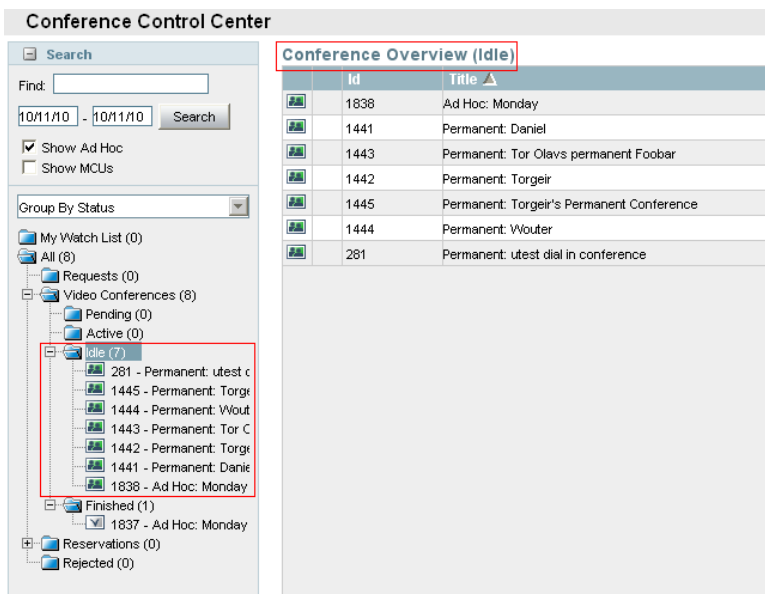 Conference Control Center
Search
Find:
10/11/10 - 10/11/10 Search
Show Ad Hoc
Show MCUs
Group By Status
My Watch List (0)
All (8)
Requests (0)
Video Conferences (8)
Pending (0)
Active (0)
Idle (7)
281 - Permanent: utest c
1445 - Permanent: Torge
1444 - Permanent: Wout
1443 - Permanent: Tor C
1442 - Permanent: Torge
1441 - Permanent: Danie
1838 - Ad Hoc: Monday
Finished (1)
1837 - Ad Hoc: Monday
Reservations (0)
Rejected (0)
Conference Overview (Idle)
Id Title
1838 Ad Hoc: Monday
1441 Permanent: Daniel
1443 Permanent: Tor Olavs permanent Foobar
1442 Permanent: Torgeir
1445 Permanent: Torgeir's Permanent Conference
1444 Permanent: Wouter
281 Permanent: utest dial in conference